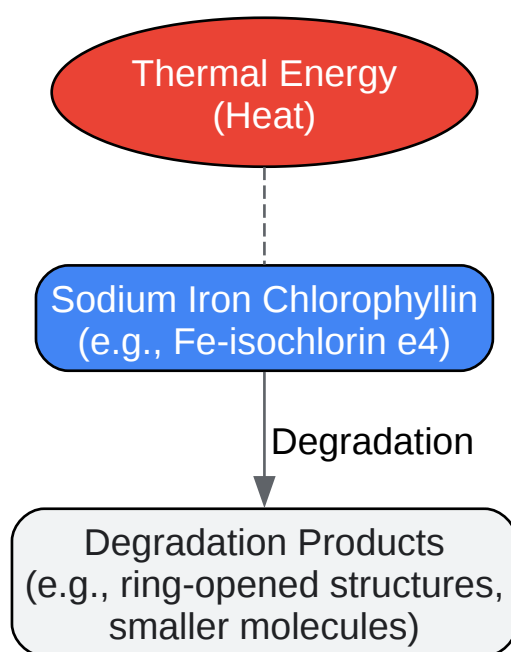 Thermal Energy
(Heat)
Sodium Iron Chlorophyllin
(e.g., Fe-isochlorin e4)
Degradation
Degradation Products
(e.g., ring-opened structures,
smaller molecules)